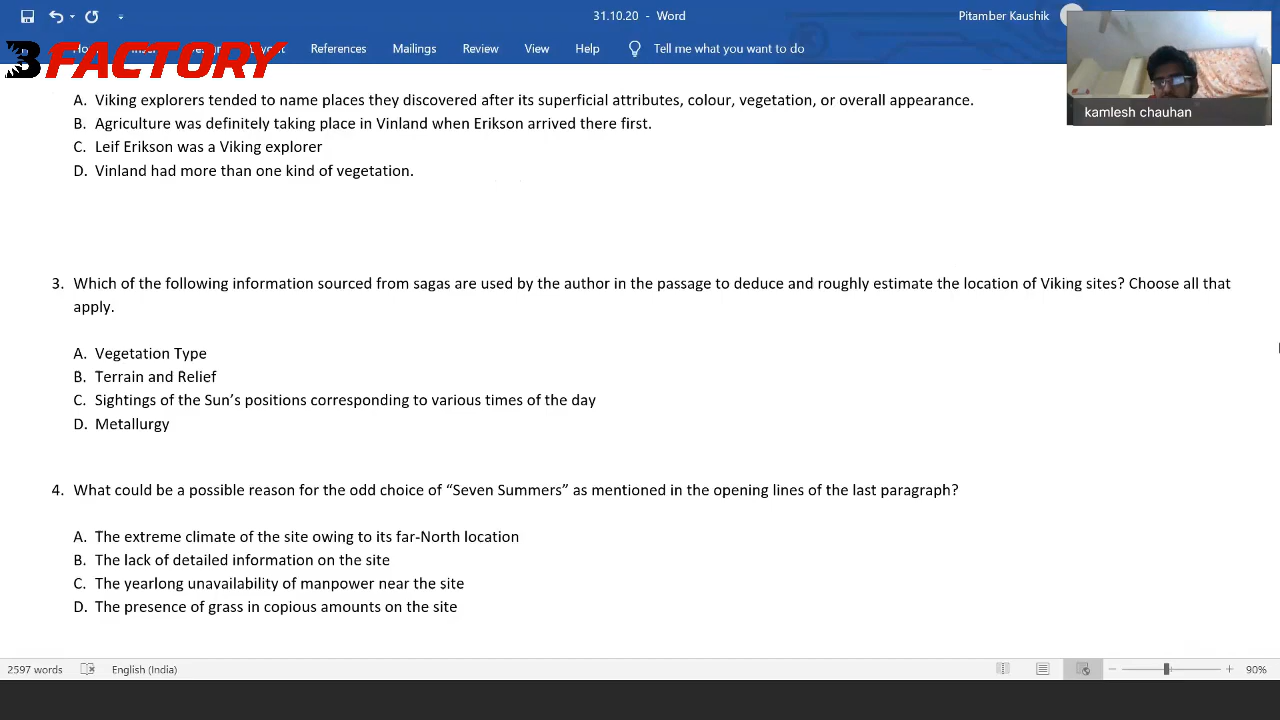 31.10.20 - Word
Pitamber Kaushik
References
Mailings
Review
View
Help
Tell me what you want to do
FACTORY
kamlesh chauhan
A. Viking explorers tended to name places they discovered after its superficial attributes, colour, vegetation, or overall appearance.
B. Agriculture was definitely taking place in Vinland when Erikson arrived there first.
C. Leif Erikson was a Viking explorer
D. Vinland had more than one kind of vegetation.
3. Which of the following information sourced from sagas are used by the author in the passage to deduce and roughly estimate the location of Viking sites? Choose all that
apply.
A. Vegetation Type
B. Terrain and Relief
C. Sightings of the Sun's positions corresponding to various times of the day
D. Metallurgy
4. What could be a possible reason for the odd choice of “Seven Summers” as mentioned in the opening lines of the last paragraph?
A. The extreme climate of the site owing to its far-North location
B. The lack of detailed information on the site
C. The yearlong unavailability of manpower near the site
D. The presence of grass in copious amounts on the site
2597 words
English (India)
90%